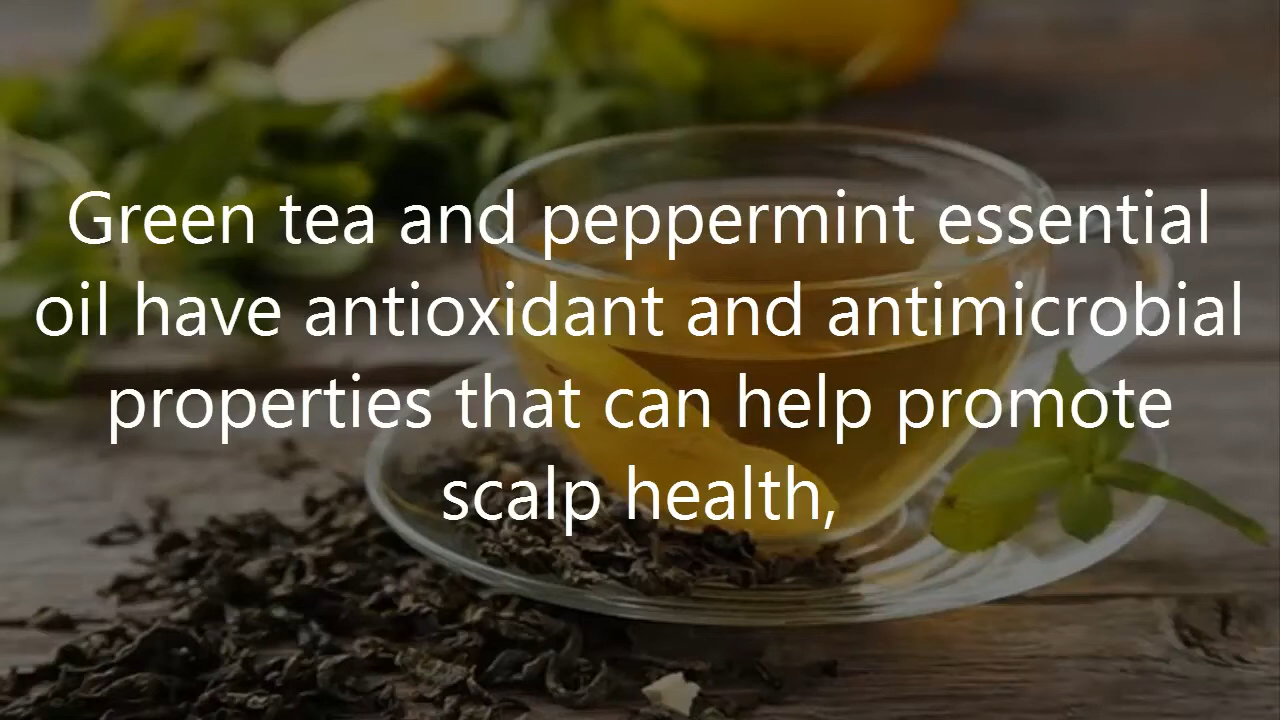 Green tea and peppermint essential
oil have antioxidant and antimicrobial
properties that can help promote
scalp health,